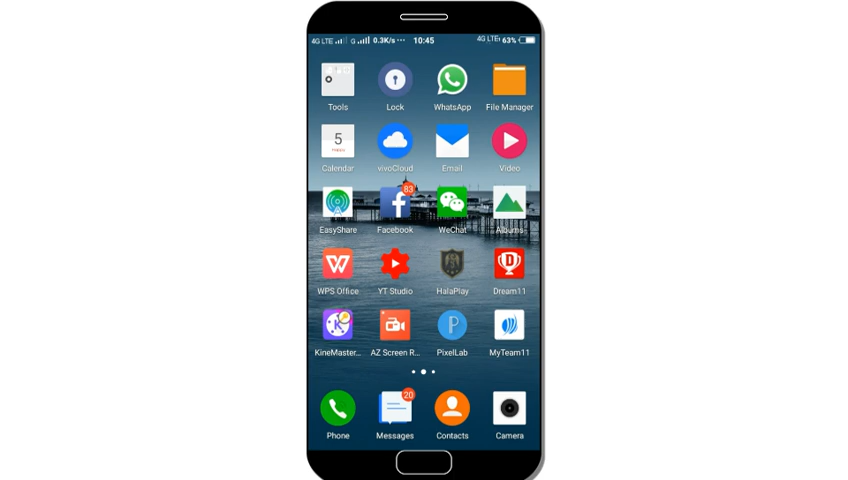 4G LTE G 0.3K/s ••• 10:45 4G LTE 63%
Tools Lock WhatsApp File Manager
5
Calendar vivoCloud Email Video
83
EasyShare Facebook WeChat Albums
WPS Office YT Studio HalaPlay Dream11
KineMaster... AZ Screen R... PixelLab MyTeam11
20
Phone Messages Contacts Camera